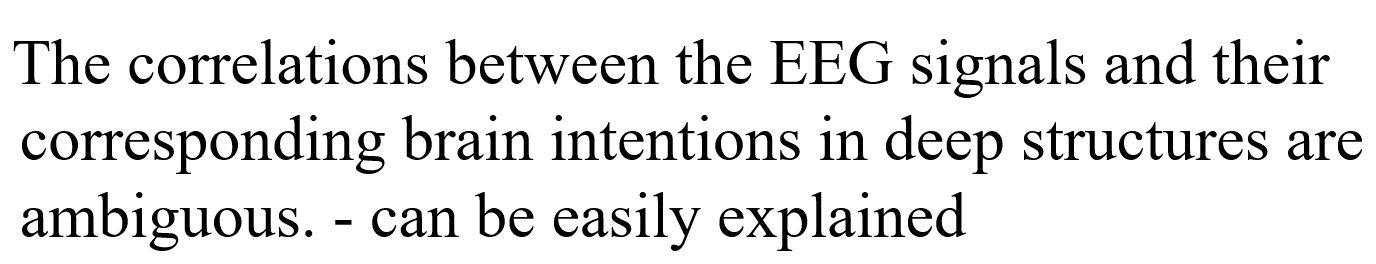 The correlations between the EEG signals and their
corresponding brain intentions in deep structures are
ambiguous. - can be easily explained